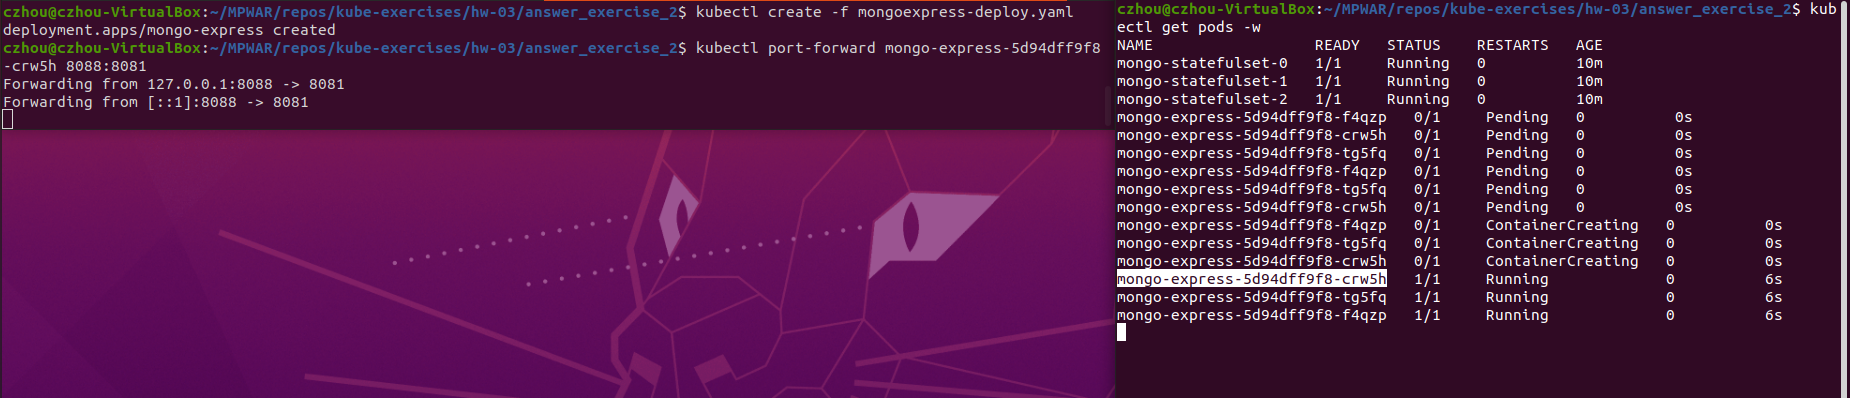 czhou@czhou-VirtualBox:~/MPWAR/repos/kube-exercises/hw-03/answer_exercise_2$ kubectl create -f mongoexpress-deploy.yaml
deployment.apps/mongo-express created
czhou@czhou-VirtualBox:~/MPWAR/repos/kube-exercises/hw-03/answer_exercise_2$ kubectl port-forward mongo-express-5d94dff9f8
-crw5h 8088:8081
Forwarding from 127.0.0.1:8088 -> 8081
Forwarding from [::1]:8088 -> 8081
czhou@czhou-VirtualBox:~/MPWAR/repos/kube-exercises/hw-03/answer_exercise_2$ kub
ectl get pods -w
NAME                  READY   STATUS    RESTARTS   AGE
mongo-statefulset-0   1/1     Running   0          10m
mongo-statefulset-1   1/1     Running   0          10m
mongo-statefulset-2   1/1     Running   0          10m
mongo-express-5d94dff9f8-f4qzp   0/1     Pending   0          0s
mongo-express-5d94dff9f8-crw5h   0/1     Pending   0          0s
mongo-express-5d94dff9f8-tg5fq   0/1     Pending   0          0s
mongo-express-5d94dff9f8-f4qzp   0/1     Pending   0          0s
mongo-express-5d94dff9f8-tg5fq   0/1     Pending   0          0s
mongo-express-5d94dff9f8-crw5h   0/1     Pending   0          0s
mongo-express-5d94dff9f8-f4qzp   0/1     ContainerCreating   0          0s
mongo-express-5d94dff9f8-tg5fq   0/1     ContainerCreating   0          0s
mongo-express-5d94dff9f8-crw5h   0/1     ContainerCreating   0          0s
mongo-express-5d94dff9f8-crw5h   1/1     Running             0          6s
mongo-express-5d94dff9f8-tg5fq   1/1     Running             0          6s
mongo-express-5d94dff9f8-f4qzp   1/1     Running             0          6s